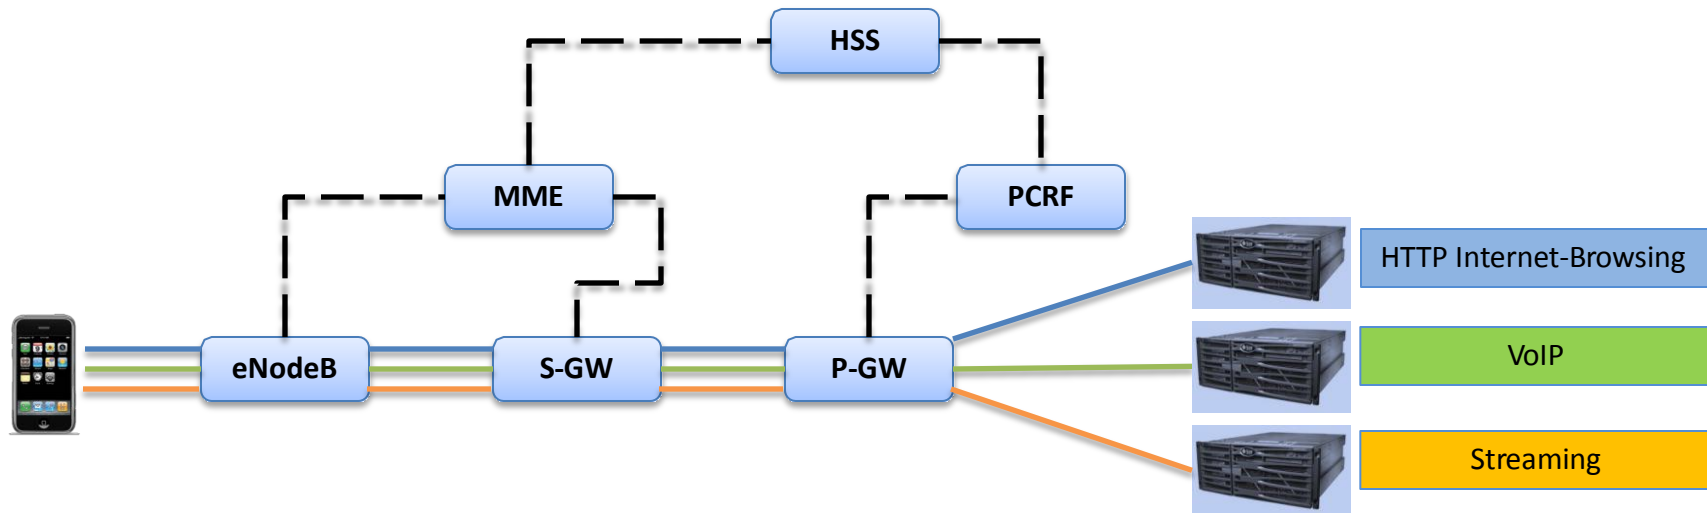 HSS
MME
PCRF
HTTP Internet-Browsing
eNodeB
S-GW
P-GW
VoIP
Streaming